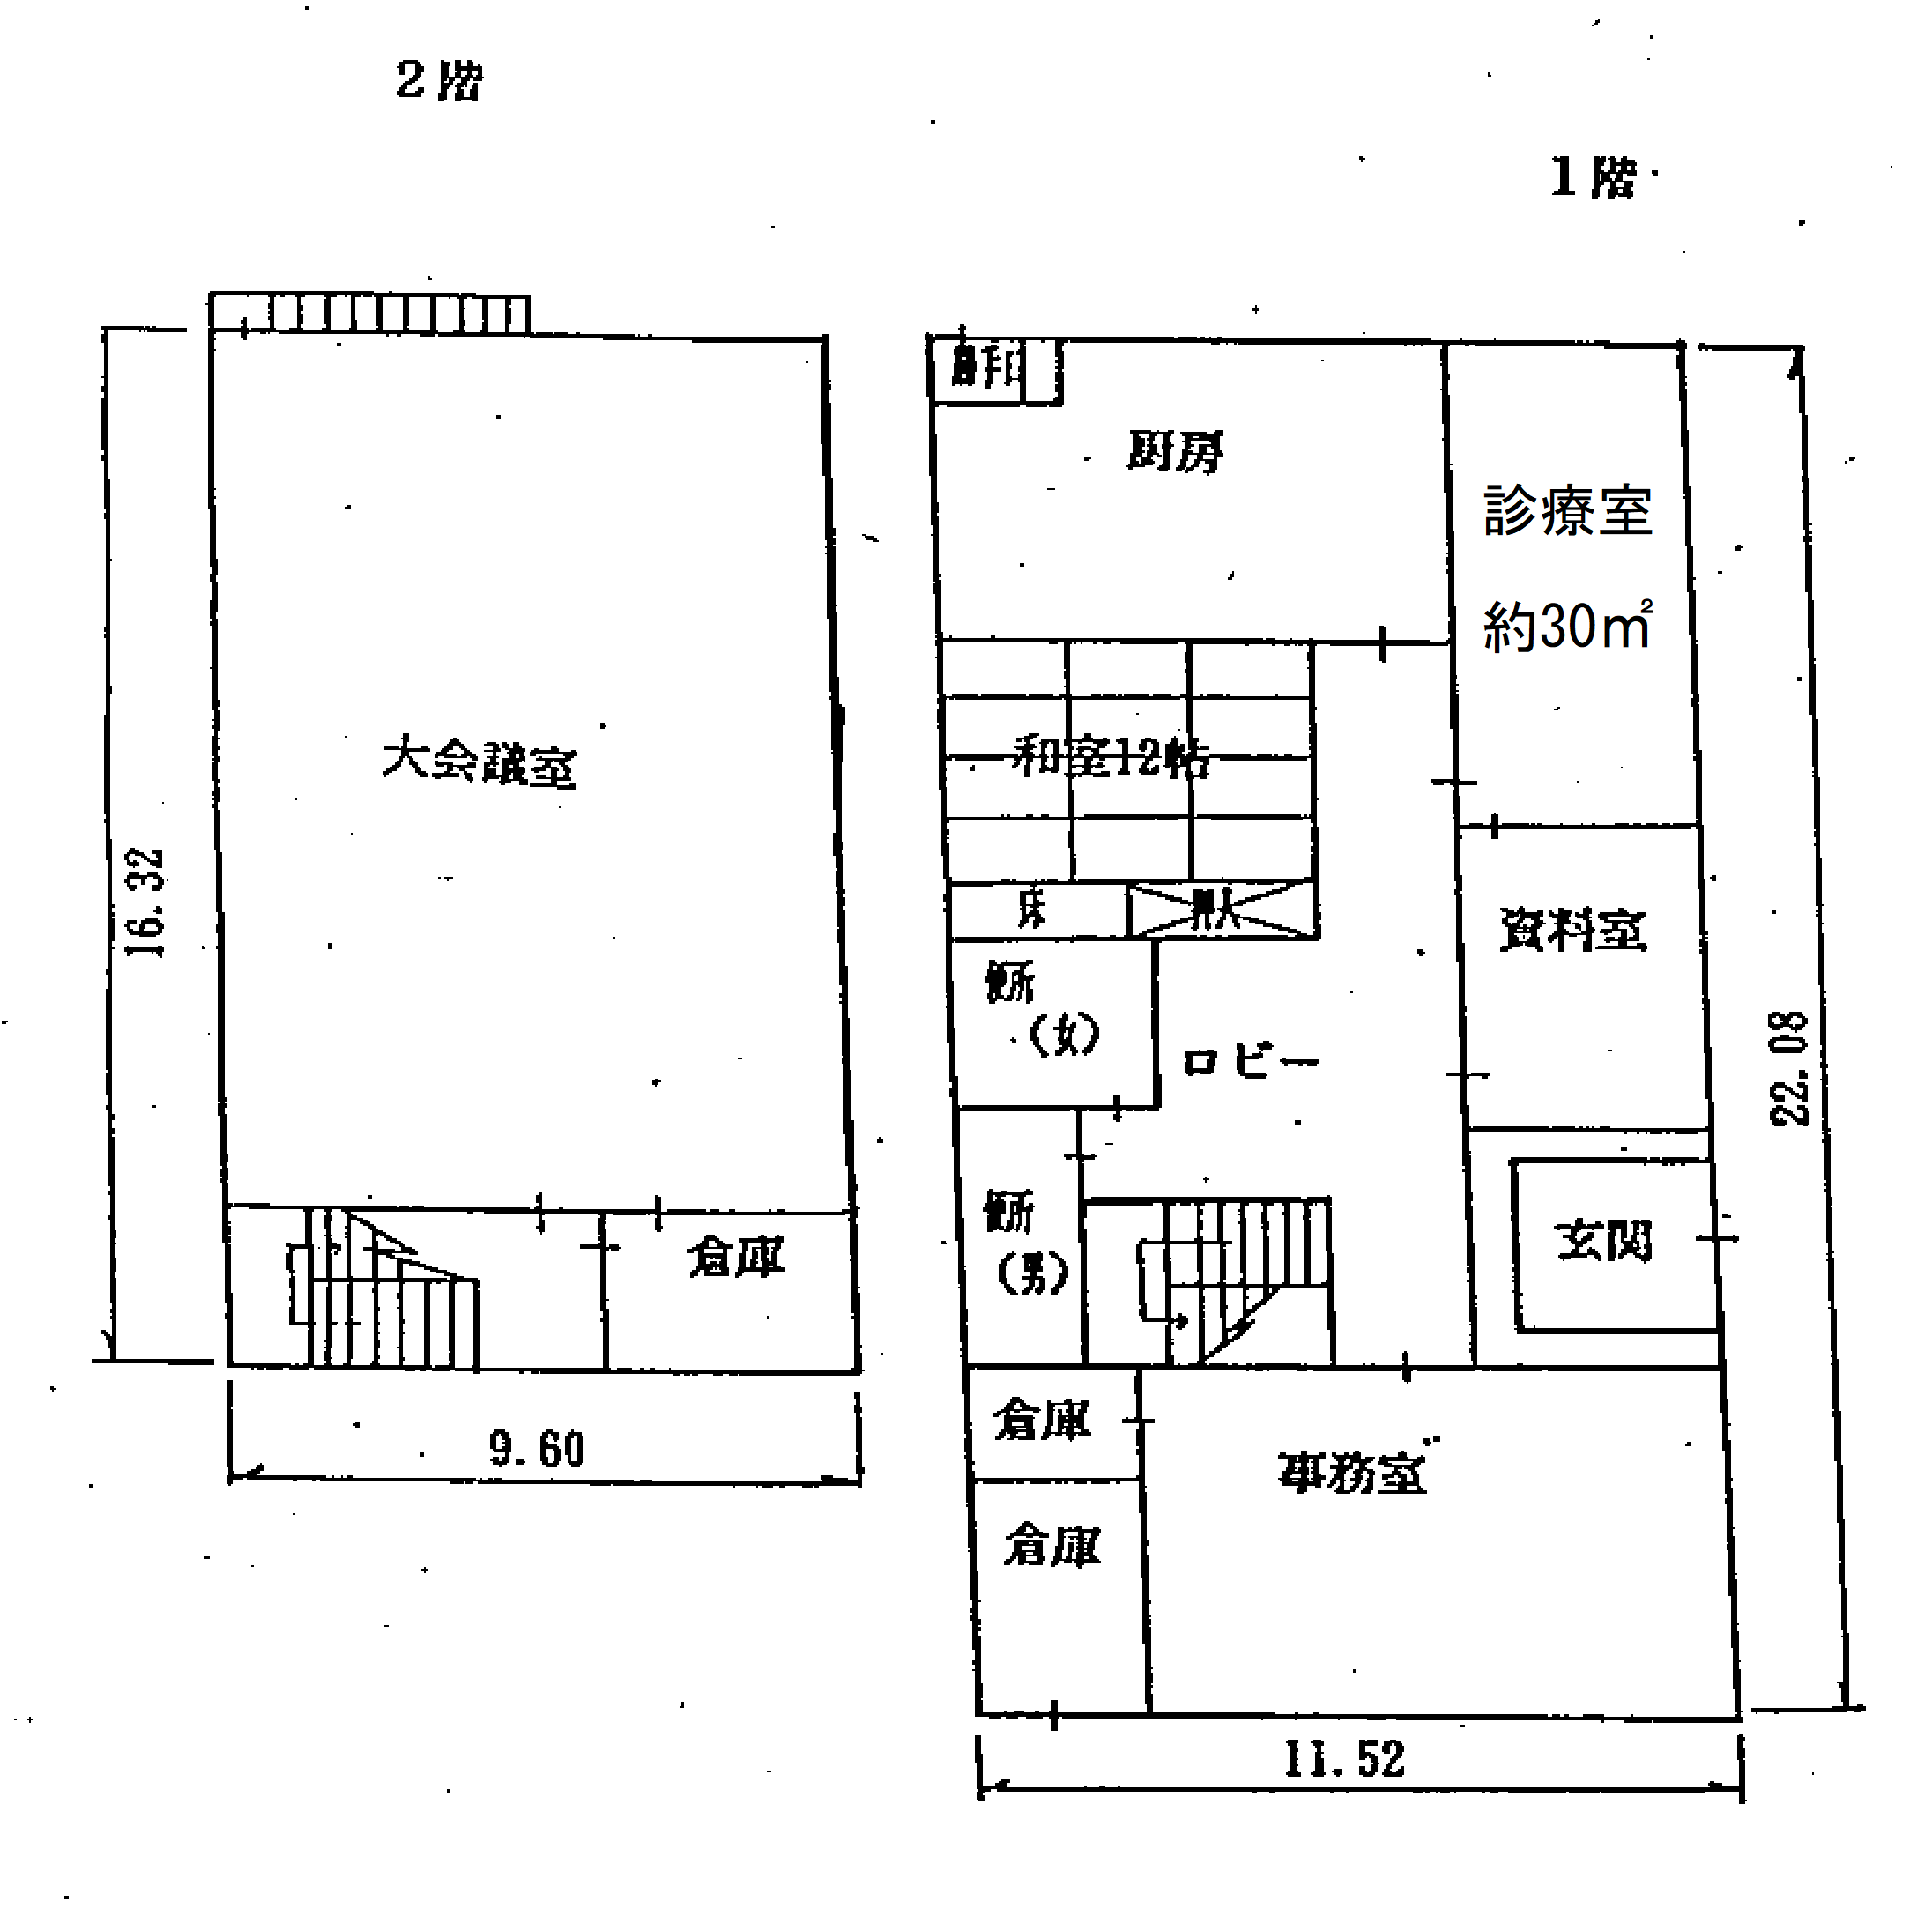 2階
1階
厨房
診療室
約30㎡
大会議室
和室12帖
16.32
床
資料室
便所
(女)
ロビー
22.08
便所
(男)
玄関
倉庫
9.60
倉庫
事務室
倉庫
11.52